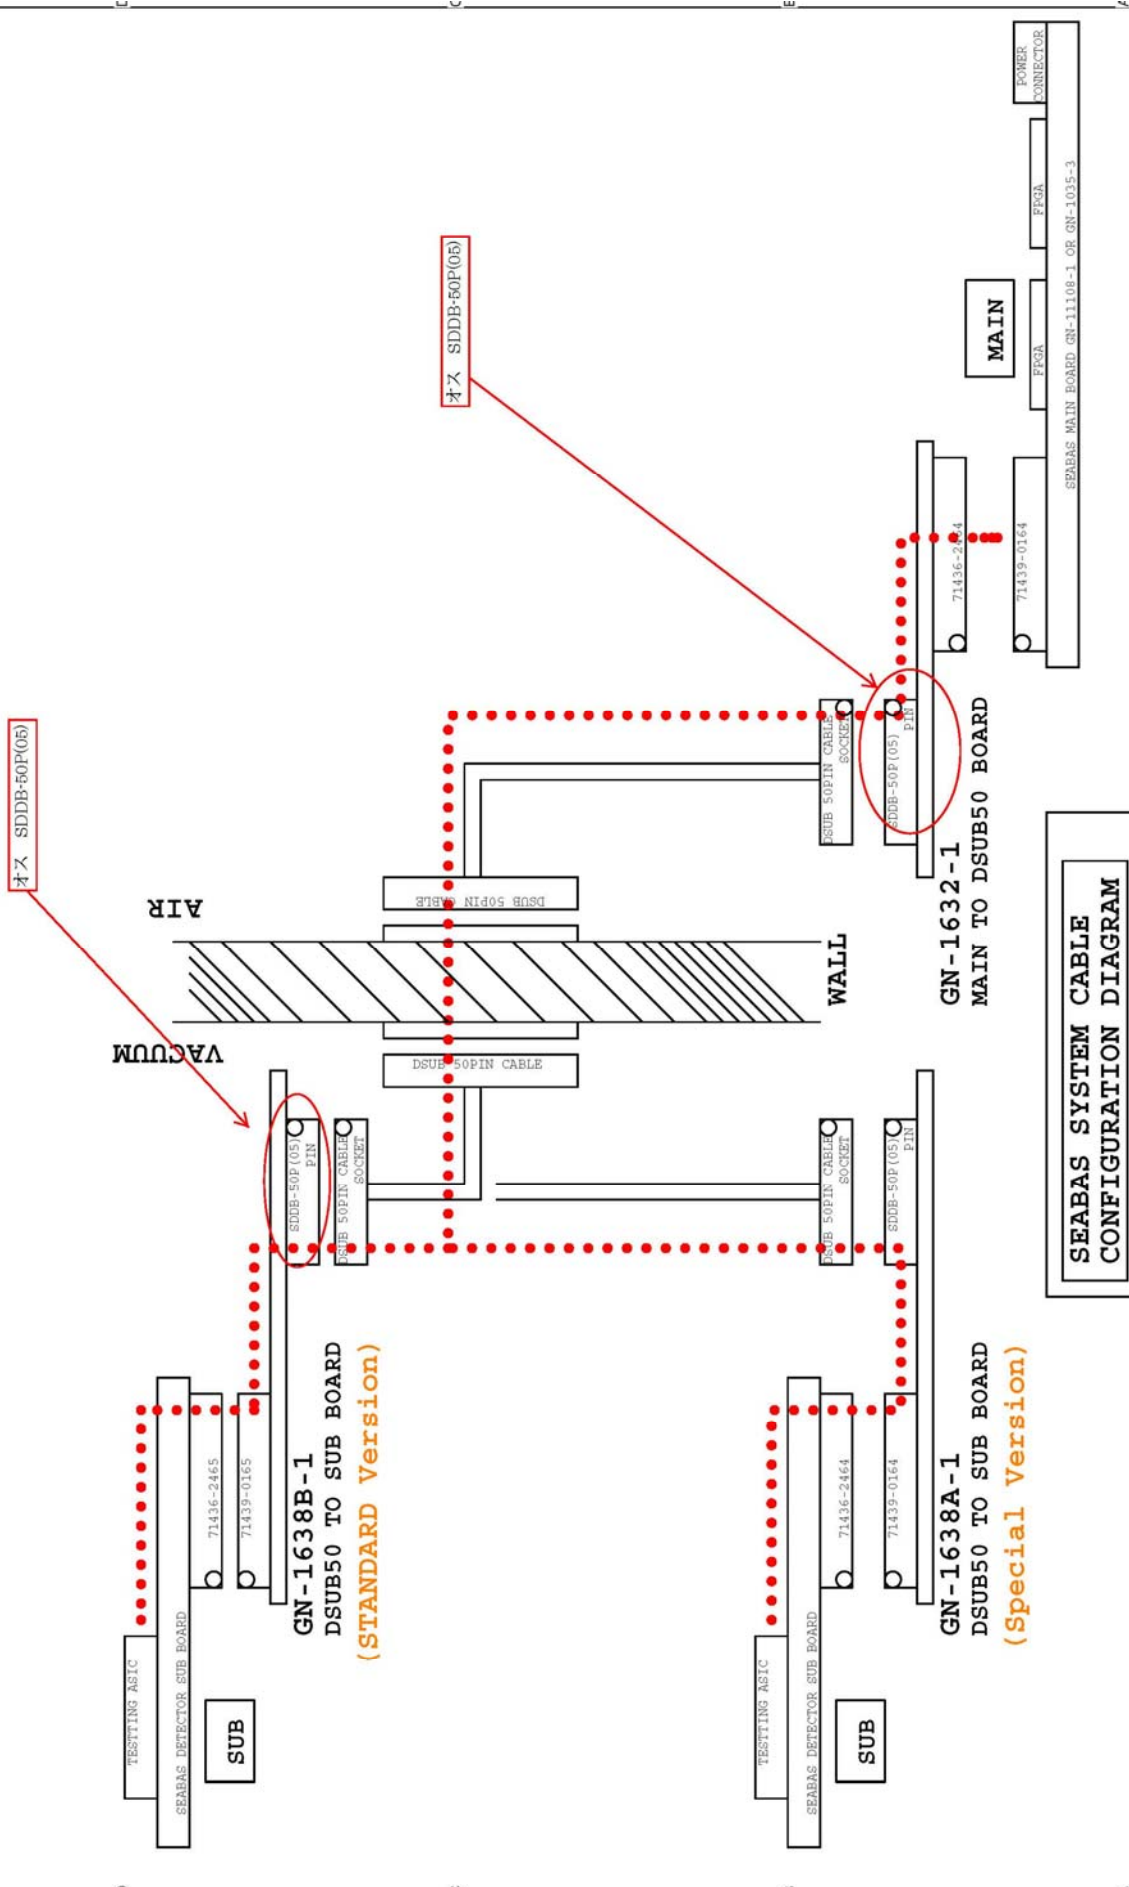 TESTTING ASIC
SEABAS DETECTOR SUB BOARD
SUB
71436-2465
71439-0165
GN-1638B-1
DSUB50 TO SUB BOARD
(STANDARD Version)
オス SDDB-50P(05)
SDDB-50P(05)
PIN
DSUB 50PIN CABLE
SOCKET
VACUUM
AIR
DSUB 50PIN CABLE
DSUB 50PIN CABLE
WALL
オス SDDB-50P(05)
DSUB 50PIN CABLE
SOCKET
SDDB-50P(05)
PIN
GN-1632-1
MAIN TO DSUB50 BOARD
71436-2464
71439-0164
MAIN
FPGA
FPGA
POWER
CONNECTOR
SEABAS MAIN BOARD GN-11108-1 OR GN-1035-3
TESTTING ASIC
SEABAS DETECTOR SUB BOARD
SUB
71436-2464
71439-0164
DSUB 50PIN CABLE
SOCKET
SDDB-50P(05)
PIN
GN-1638A-1
DSUB50 TO SUB BOARD
(Special Version)
SEABAS SYSTEM CABLE
CONFIGURATION DIAGRAM